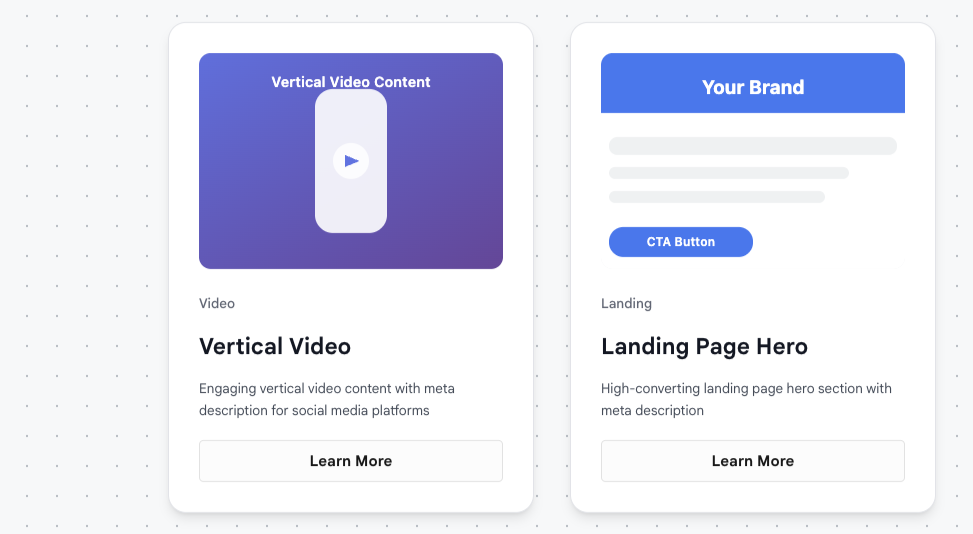 Vertical Video Content
Video
Vertical Video
Engaging vertical video content with meta
description for social media platforms
Learn More
Your Brand
CTA Button
Landing
Landing Page Hero
High-converting landing page hero section with
meta description
Learn More